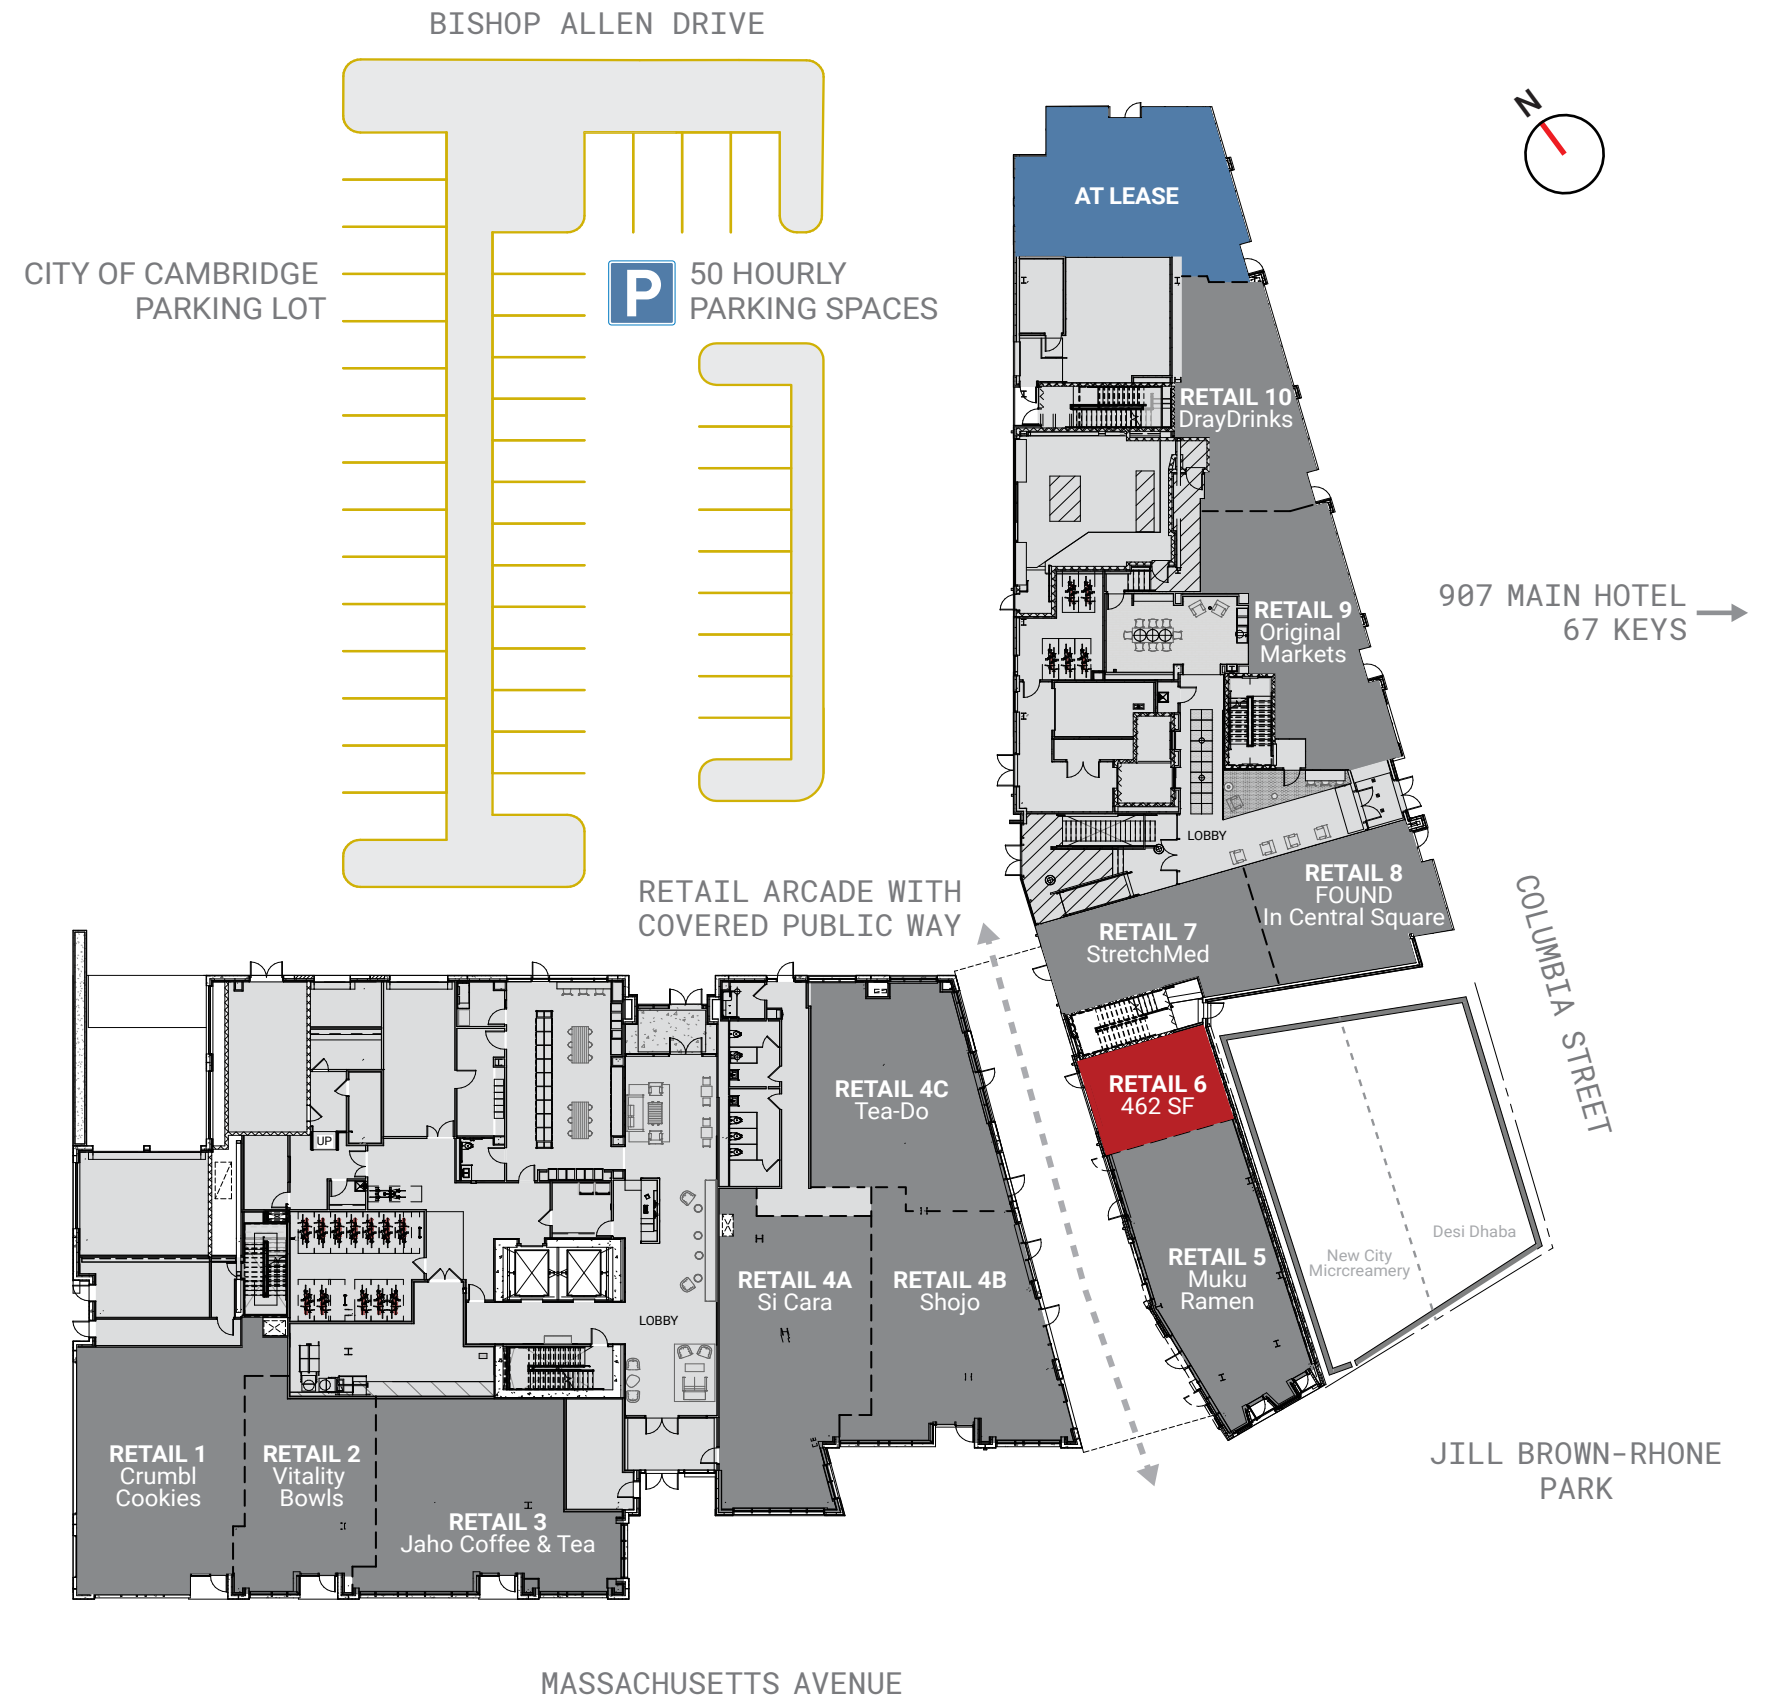 BISHOP ALLEN DRIVE
N
AT LEASE
CITY OF CAMBRIDGE
PARKING LOT
P
50 HOURLY
PARKING SPACES
RETAIL 10
DrayDrinks
907 MAIN HOTEL
67 KEYS
RETAIL 9
Original
Markets
LOBBY
RETAIL 8
FOUND
In Central Square
RETAIL ARCADE WITH
COVERED PUBLIC WAY
RETAIL 7
StretchMed
COLUMBIA STREET
RETAIL 6
462 SF
RETAIL 4C
Tea-Do
UP
Desi Dhaba
New City
Micrcreamery
RETAIL 5
Muku
Ramen
RETAIL 4A
Si Cara
RETAIL 4B
Shojo
LOBBY
RETAIL 1
Crumbl
Cookies
RETAIL 2
Vitality
Bowls
RETAIL 3
Jaho Coffee & Tea
JILL BROWN-RHONE
PARK
MASSACHUSETTS AVENUE